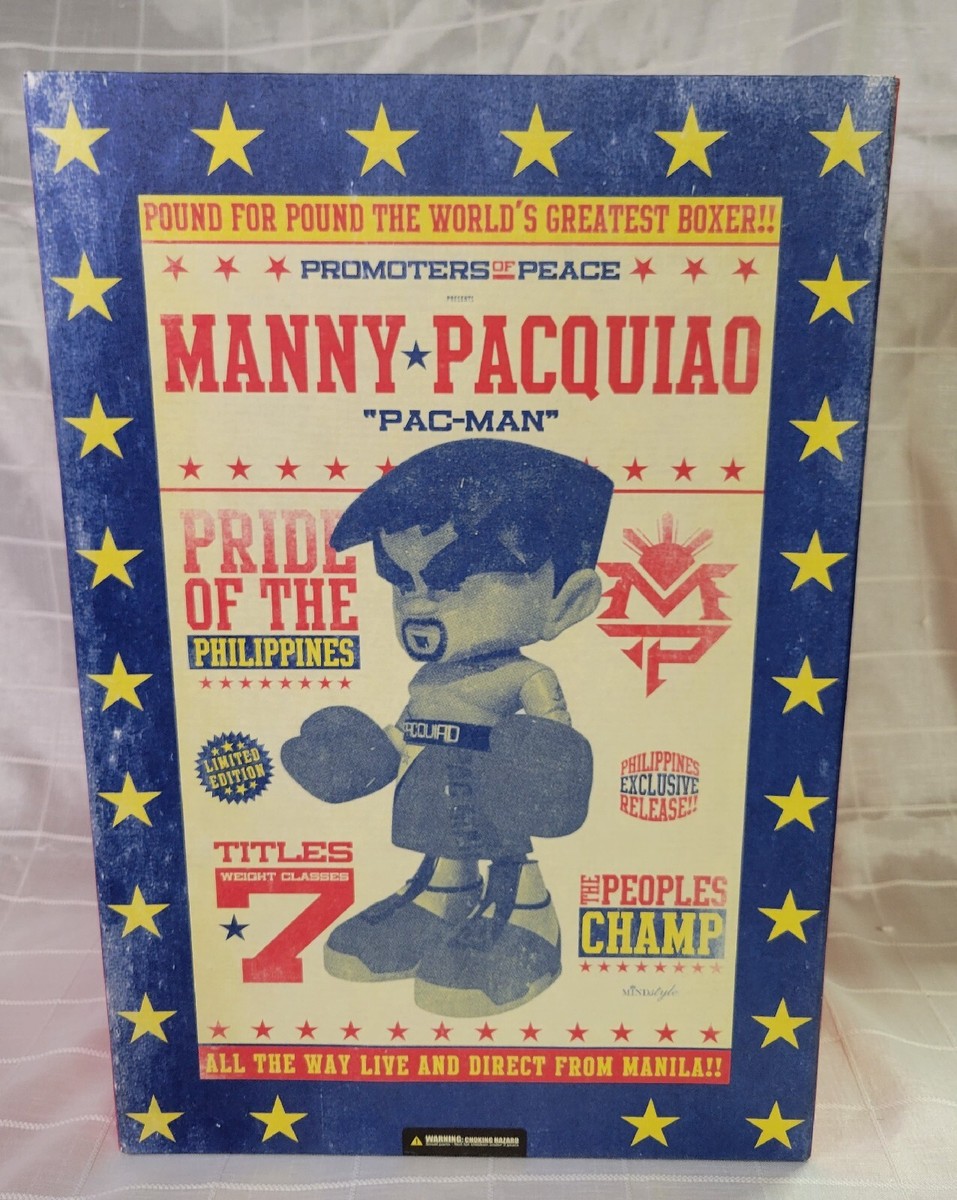 POUND FOR POUND THE WORLD'S GREATEST BOXER!!
PROMOTERS OF PEACE
PRESENTS
MANNY PACQUIAO
"PAC-MAN"
PRIDE
OF THE
PHILIPPINES
MP
LIMITED
EDITION
PACQUIAO
PHILIPPINES
EXCLUSIVE
RELEASE!!
TITLES
WEIGHT CLASSES
7
THE PEOPLES
CHAMP
MINDstyle
ALL THE WAY LIVE AND DIRECT FROM MANILA!!
WARNING: CHOKING HAZARD